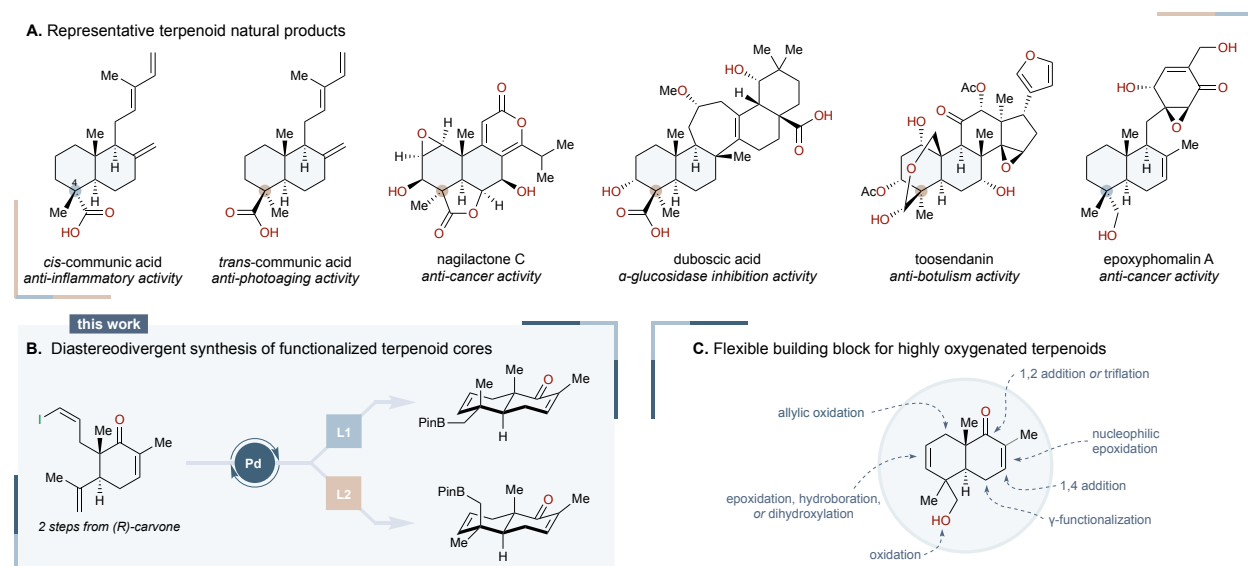 A. Representative terpenoid natural products
Me
Me
H
4
H
Me
O
HO
cis-communic acid
anti-inflammatory activity
Me
Me
H
H
O
Me
OH
trans-communic acid
anti-photoaging activity
O
O
H
O
Me
H
Me
Me
HO
H
OH
Me
H
O
O
nagilactone C
anti-cancer activity
Me
Me
HO
H
MeO
OH
O
Me
H
Me
HO
H
O
Me
OH
duboscic acid
α-glucosidase inhibition activity
O
AcO
Me
O
HO
Me
H
O
O
AcO
H
OH
HO
Me
toosendanin
anti-botulism activity
OH
HO
O
O
Me
Me
H
H
Me
HO
epoxyphomalin A
anti-cancer activity
this work
B. Diastereodivergent synthesis of functionalized terpenoid cores
I
Me
O
Me
Me
H
2 steps from (R)-carvone
Pd
L1
L2
Me
Me
O
Me
PinB
H
PinB
Me
O
Me
Me
H
C. Flexible building block for highly oxygenated terpenoids
1,2 addition or triflation
allylic oxidation
nucleophilic
epoxidation
1,4 addition
γ-functionalization
epoxidation, hydroboration,
or dihydroxylation
oxidation
Me
O
Me
H
Me
HO